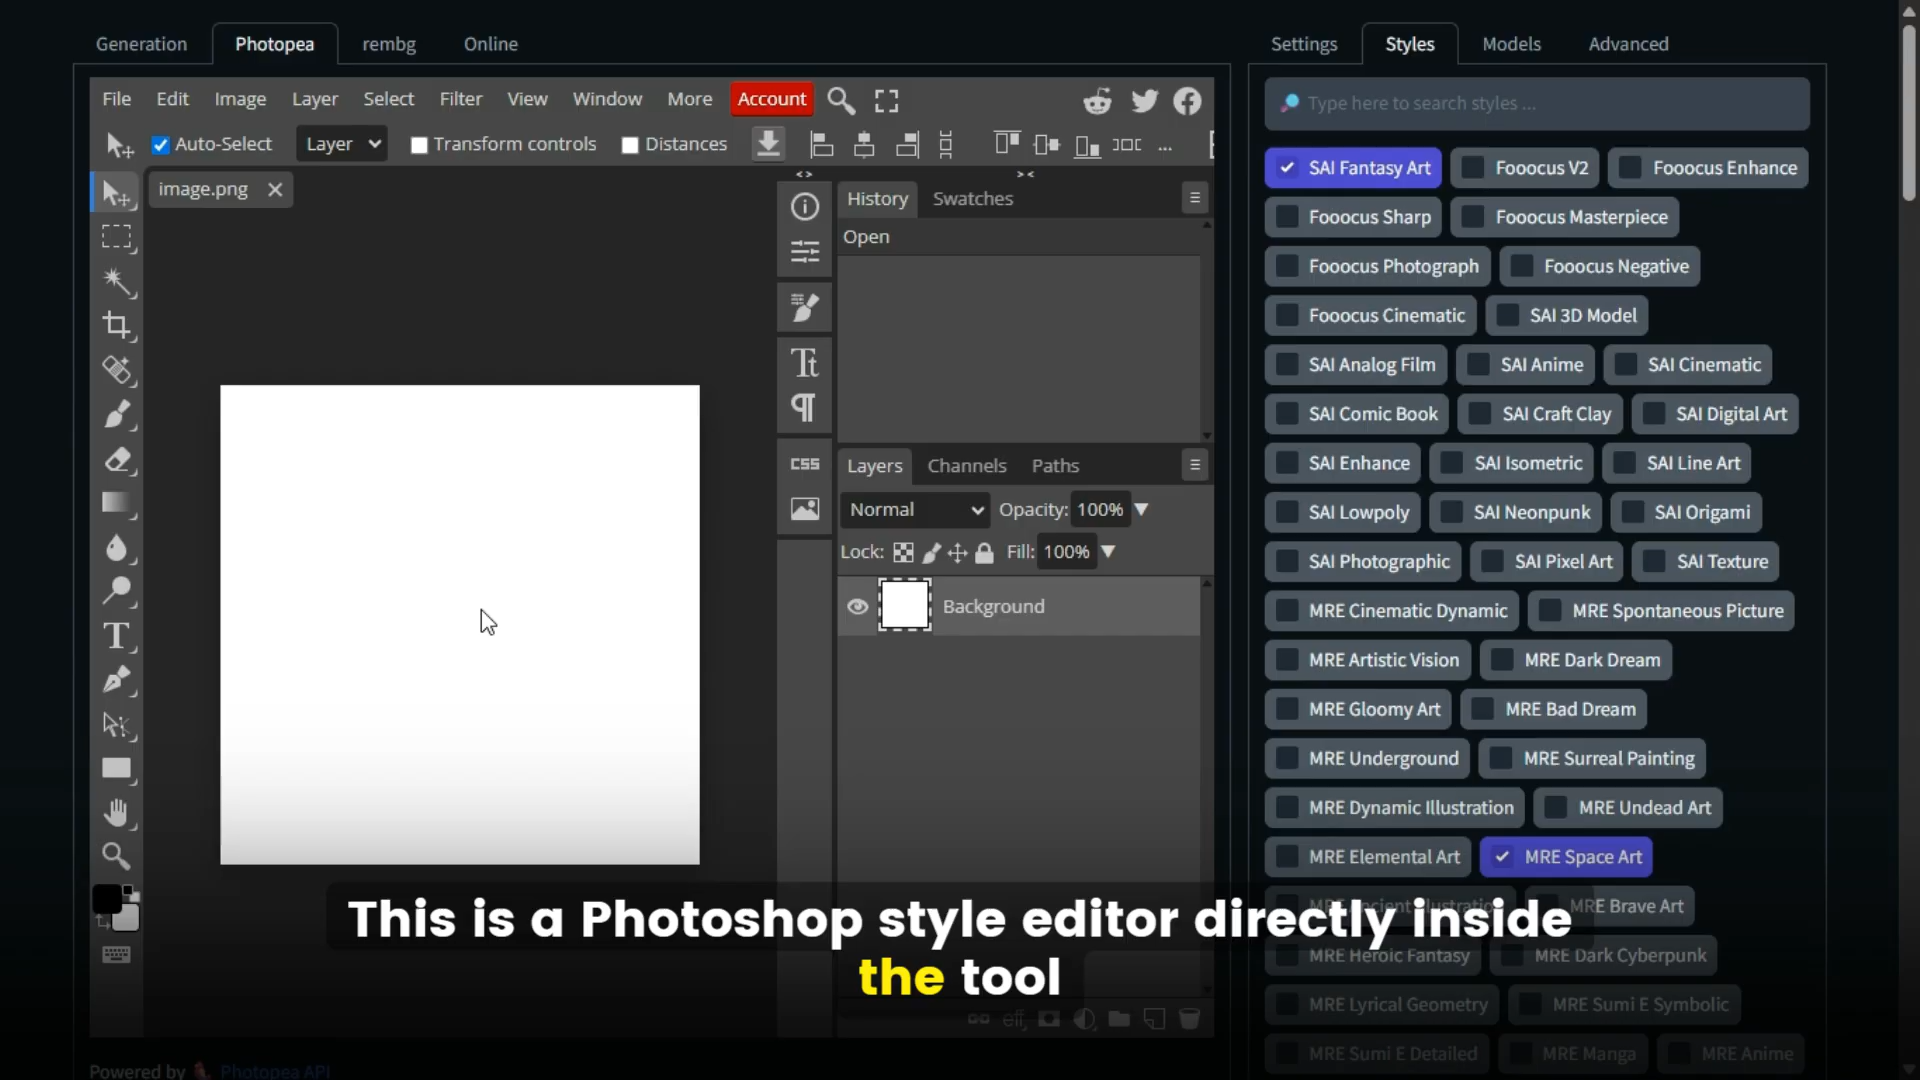 Generation Photopea rembg Online
Settings Styles Models Advanced
File Edit Image Layer Select Filter View Window More Account
Auto-Select Layer Transform controls Distances ...
image.png
History Swatches
Open
Tt
CSS
Layers Channels Paths
Normal Opacity: 100%
Lock: Fill: 100%
Background
eff
Type here to search styles ...
SAI Fantasy Art Fooocus V2 Fooocus Enhance
Fooocus Sharp Fooocus Masterpiece
Fooocus Photograph Fooocus Negative
Fooocus Cinematic SAI 3D Model
SAI Analog Film SAI Anime SAI Cinematic
SAI Comic Book SAI Craft Clay SAI Digital Art
SAI Enhance SAI Isometric SAI Line Art
SAI Lowpoly SAI Neonpunk SAI Origami
SAI Photographic SAI Pixel Art SAI Texture
MRE Cinematic Dynamic MRE Spontaneous Picture
MRE Artistic Vision MRE Dark Dream
MRE Gloomy Art MRE Bad Dream
MRE Underground MRE Surreal Painting
MRE Dynamic Illustration MRE Undead Art
MRE Elemental Art MRE Space Art
MRE Ancient Illustration MRE Brave Art
MRE Heroic Fantasy MRE Dark Cyberpunk
MRE Lyrical Geometry MRE Sumi E Symbolic
MRE Sumi E Detailed MRE Manga MRE Anime
This is a Photoshop style editor directly inside
the tool
Powered by Photopea API